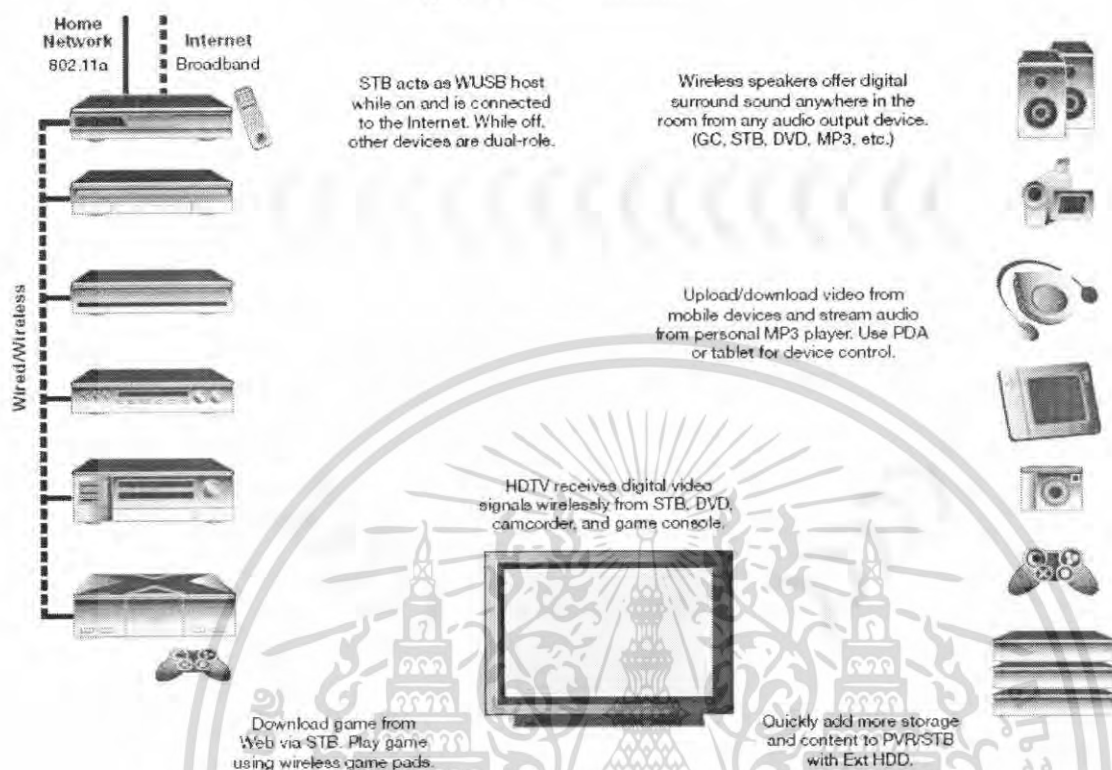 Home
Network
802.11a
Internet
Broadband
STB acts as WUSB host
while on and is connected
to the Internet. While off,
other devices are dual-role.
Wireless speakers offer digital
surround sound anywhere in the
room from any audio output device.
(GC, STB, DVD, MP3, etc.)
Wired/Wireless
Upload/download video from
mobile devices and stream audio
from personal MP3 player. Use PDA
or tablet for device control.
HDTV receives digital video
signals wirelessly from STB, DVD,
camcorder, and game console.
Download game from
Web via STB. Play game
using wireless game pads.
Quickly add more storage
and content to PVR/STB
with Ext HDD.